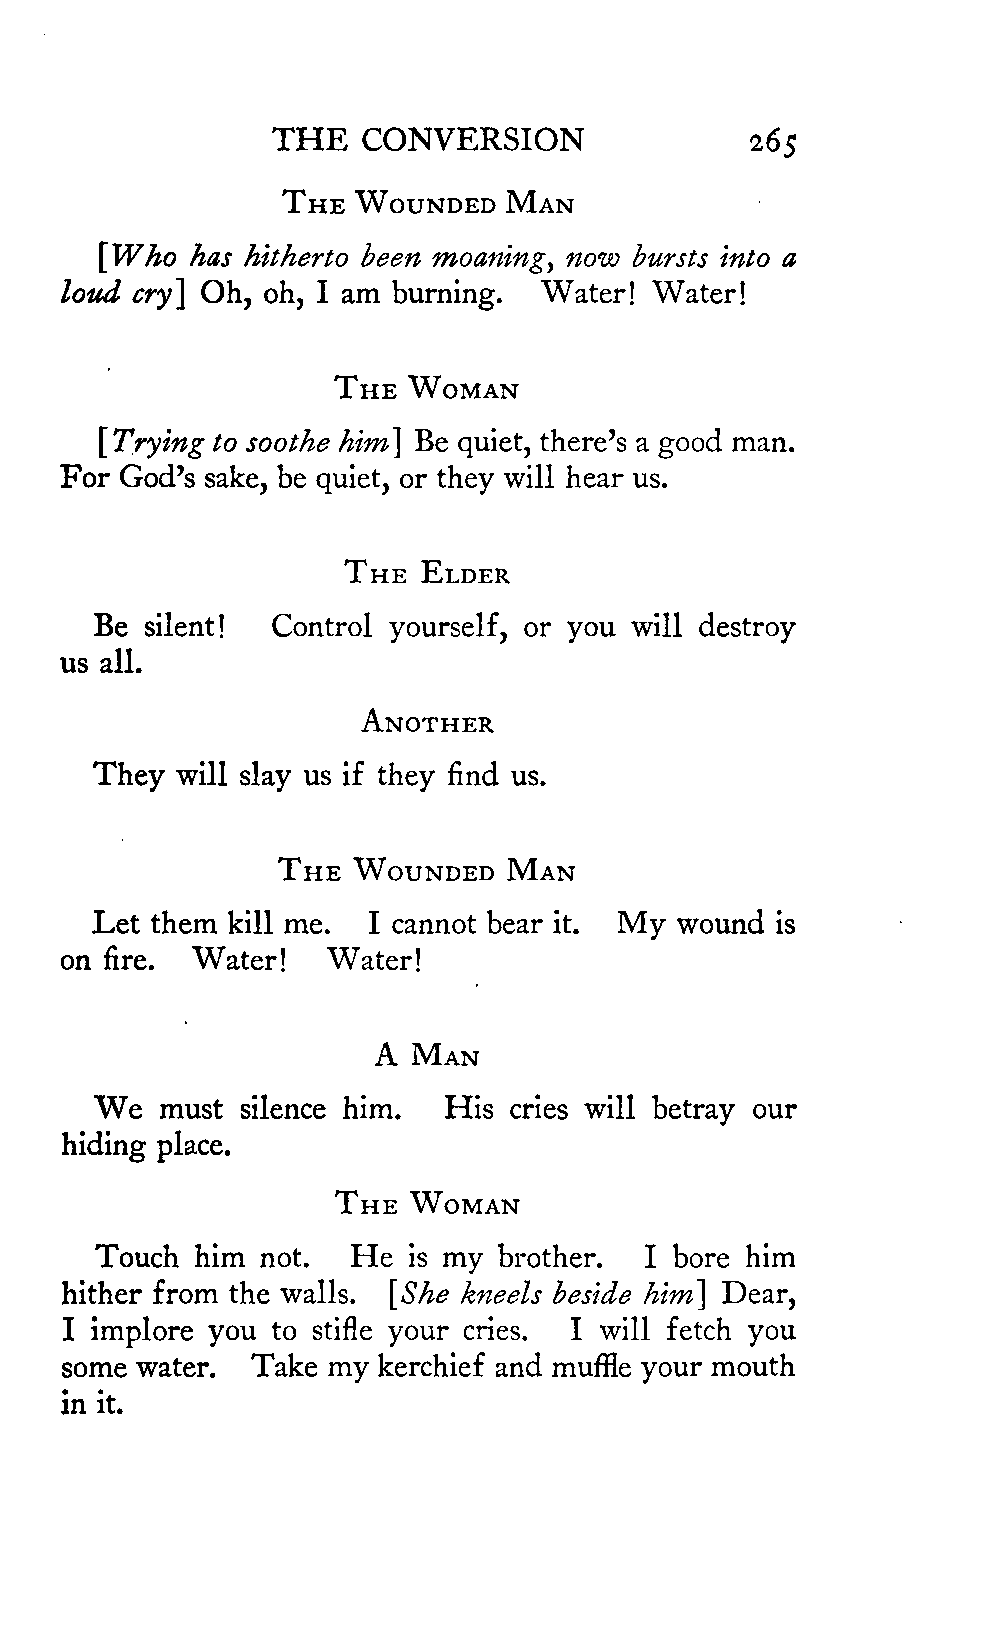 THE CONVERSION 265
THE WOUNDED MAN
[Who has hitherto been moaning, now bursts into a
loud cry] Oh, oh, I am burning. Water! Water!
THE WOMAN
[Trying to soothe him] Be quiet, there's a good man.
For God's sake, be quiet, or they will hear us.
THE ELDER
Be silent! Control yourself, or you will destroy
us all.
ANOTHER
They will slay us if they find us.
THE WOUNDED MAN
Let them kill me. I cannot bear it. My wound is
on fire. Water! Water!
A MAN
We must silence him. His cries will betray our
hiding place.
THE WOMAN
Touch him not. He is my brother. I bore him
hither from the walls. [She kneels beside him] Dear,
I implore you to stifle your cries. I will fetch you
some water. Take my kerchief and muffle your mouth
in it.